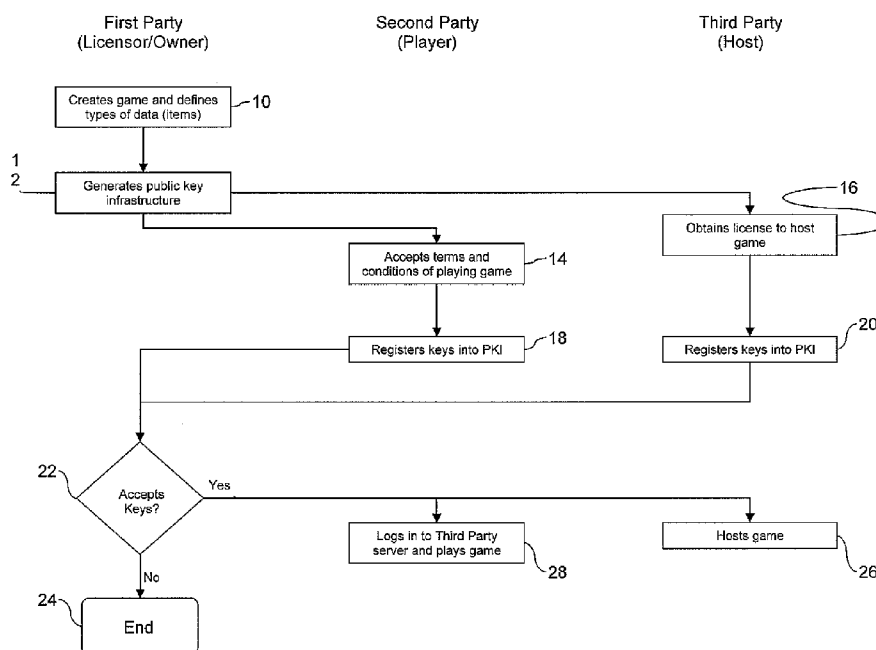 First Party
(Licensor/Owner)
Second Party
(Player)
Third Party
(Host)
Creates game and defines
types of data (items)
10
1
2
Generates public key
infrastructure
16
Obtains license to host
game
Accepts terms and
conditions of playing game
14
Registers keys into PKI
18
Registers keys into PKI
20
22
Accepts
Keys?
Yes
Logs in to Third Party
server and plays game
28
Hosts game
26
No
24
End